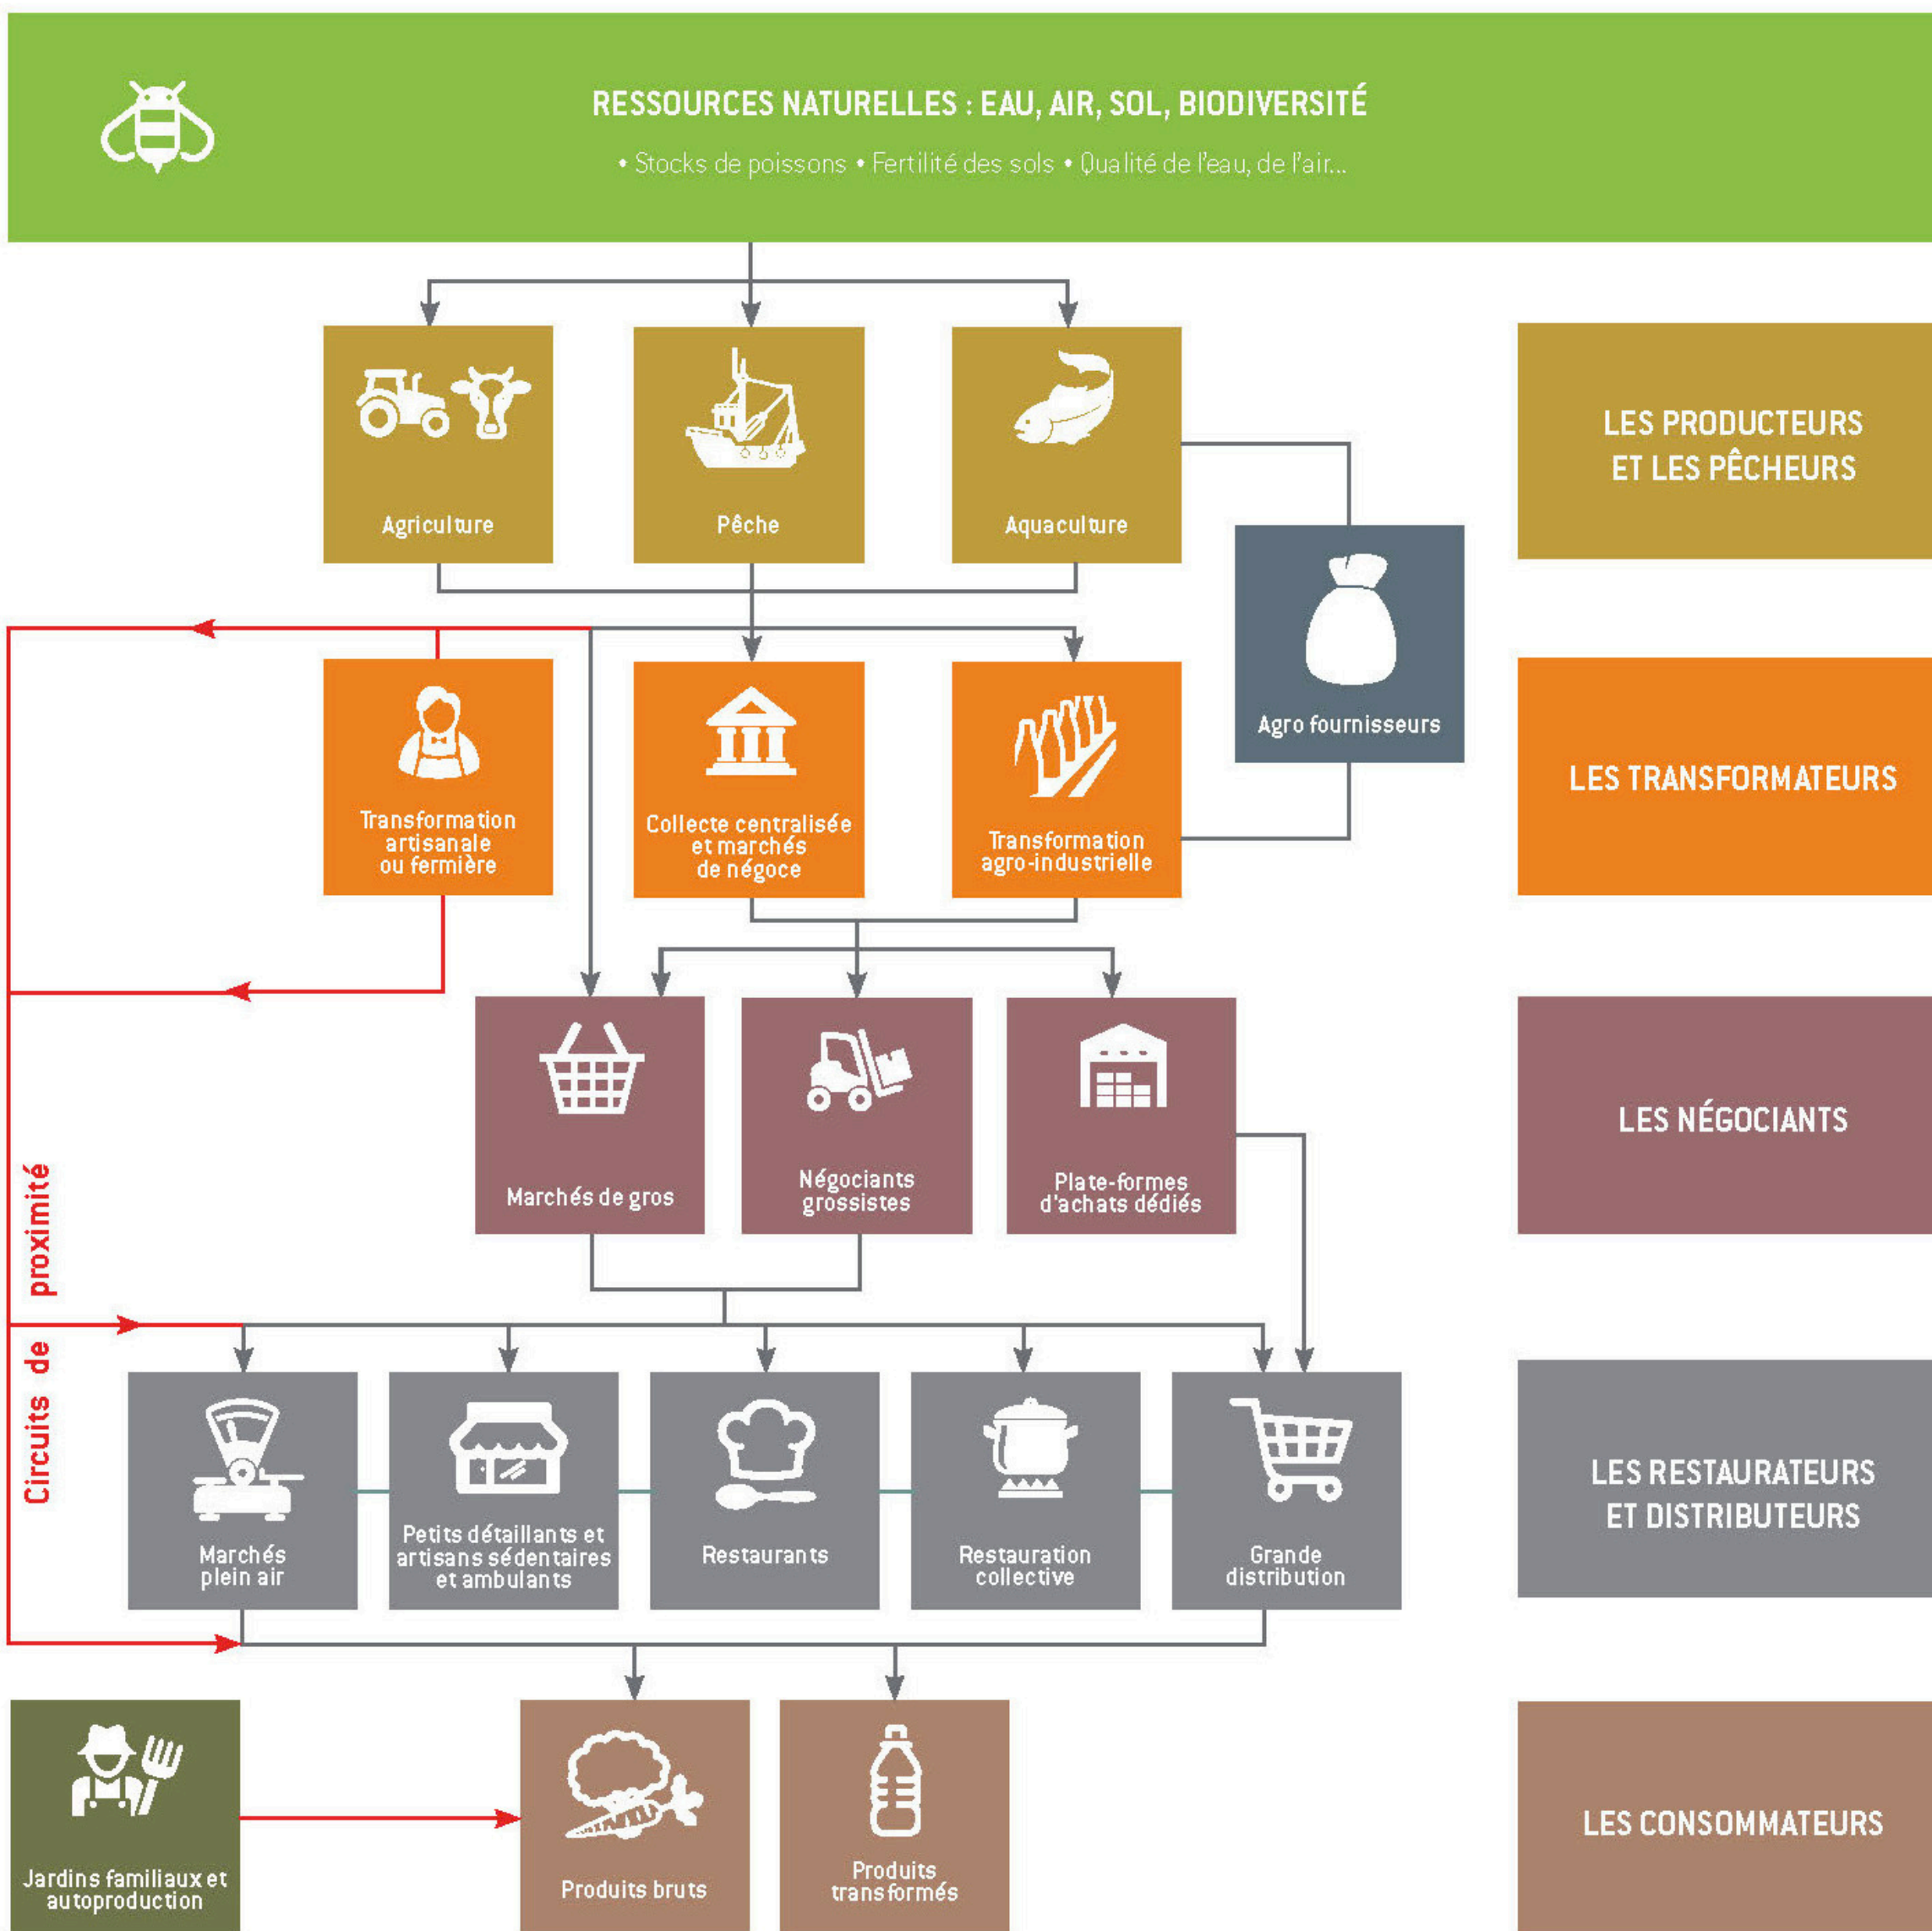 RESSOURCES NATURELLES : EAU, AIR, SOL, BIODIVERSITÉ
• Stocks de poissons • Fertilité des sols • Qualité de l'eau, de l'air...
Agriculture
Pêche
Aquaculture
LES PRODUCTEURS
ET LES PÊCHEURS
Agro fournisseurs
Transformation
artisanale
ou fermière
Collecte centralisée
et marchés
de négoce
Transformation
agro-industrielle
LES TRANSFORMATEURS
Marchés de gros
Négociants
grossistes
Plate-formes
d'achats dédiés
LES NÉGOCIANTS
Circuits de proximité
Marchés
plein air
Petits détaillants et
artisans sédentaires
et ambulants
Restaurants
Restauration
collective
Grande
distribution
LES RESTAURATEURS
ET DISTRIBUTEURS
Jardins familiaux et
autoproduction
Produits bruts
Produits
transformés
LES CONSOMMATEURS